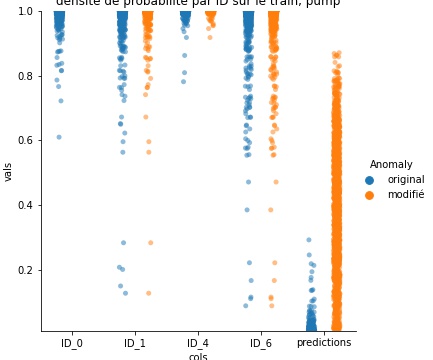 densité de probabilité par ID sur le train, pump
1.0
0.8
0.6
0.4
0.2
vals
ID_0 ID_1 ID_4 ID_6 predictions
cols
Anomaly
original
modifié